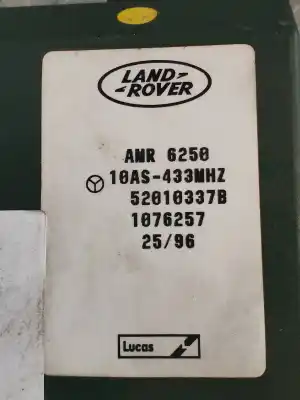 LAND
ROVER
AMR 6250
10AS-433MHZ
52010337B
1076257
25/96
Lucas